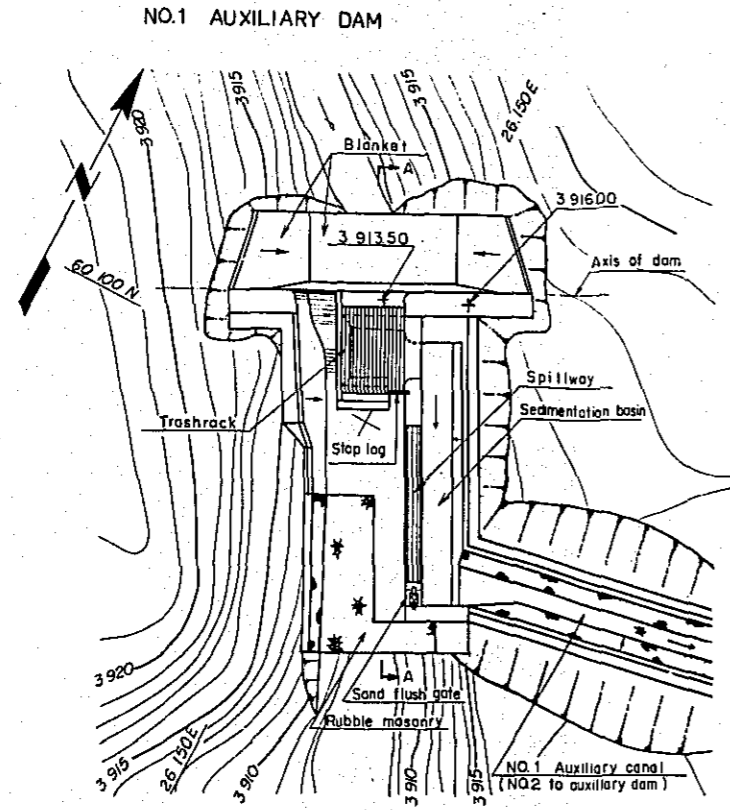 NO.1 AUXILIARY DAM
3 915
3 915
26 150E
3 920
Blanket
A
3 916.00
3 913.50
Axis of dam
60 100 N
Spillway
Sedimentation basin
Trashrack
Stop log
3 920
A
Sand flush gate
Rubble masonry
3 915
26 150E
3 910
3 910
3 915
NO.1 Auxiliary canal
(NO.2 to auxiliary dam)